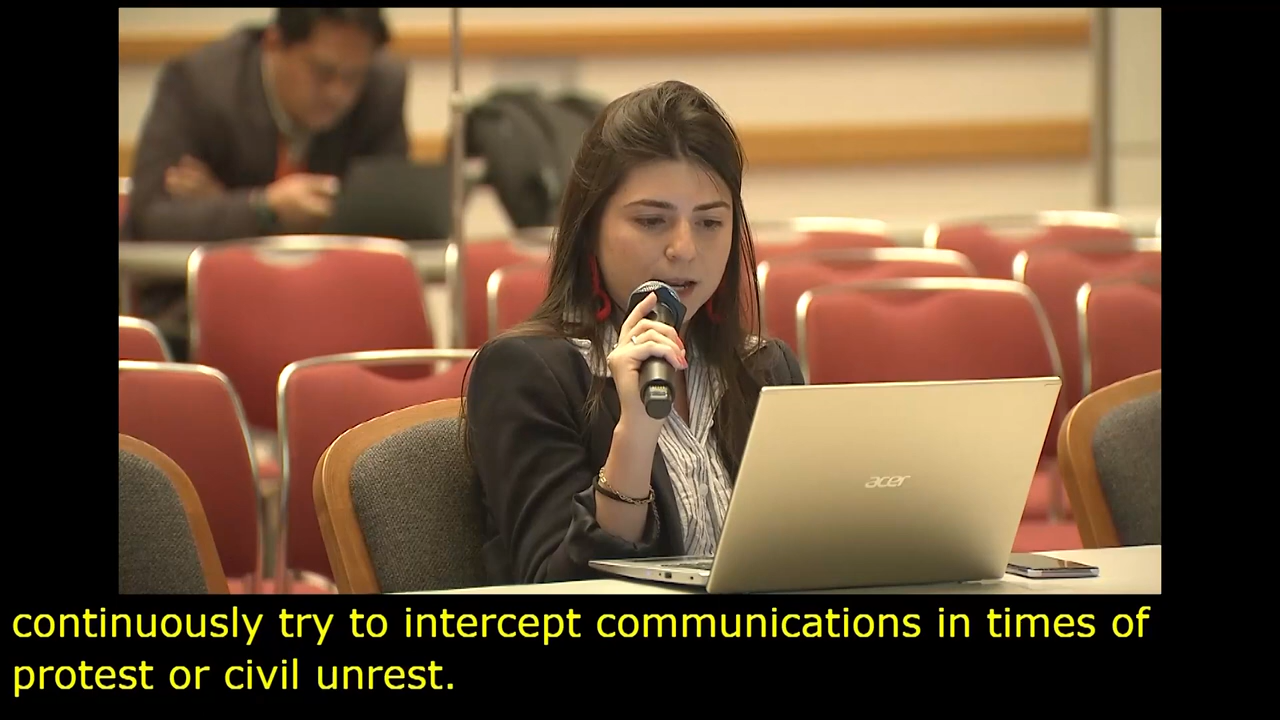 acer
continuously try to intercept communications in times of
protest or civil unrest.